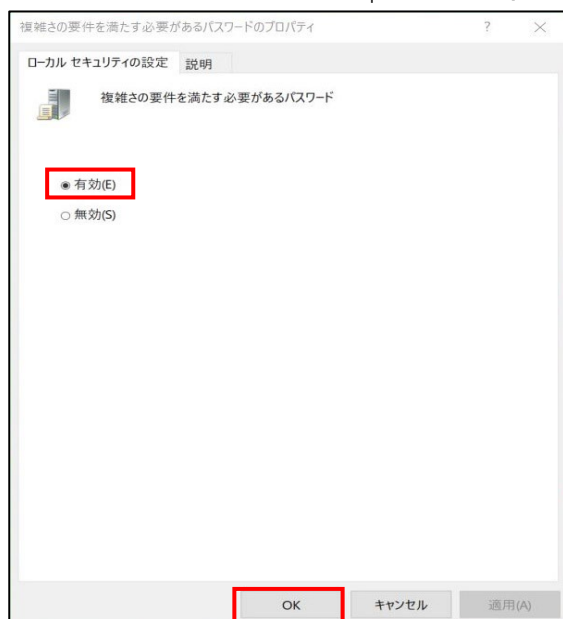 複雑さの要件を満たす必要があるパスワードのプロパティ ? ×
ローカル セキュリティの設定 説明
複雑さの要件を満たす必要があるパスワード
有効(E)
無効(S)
OK キャンセル 適用(A)